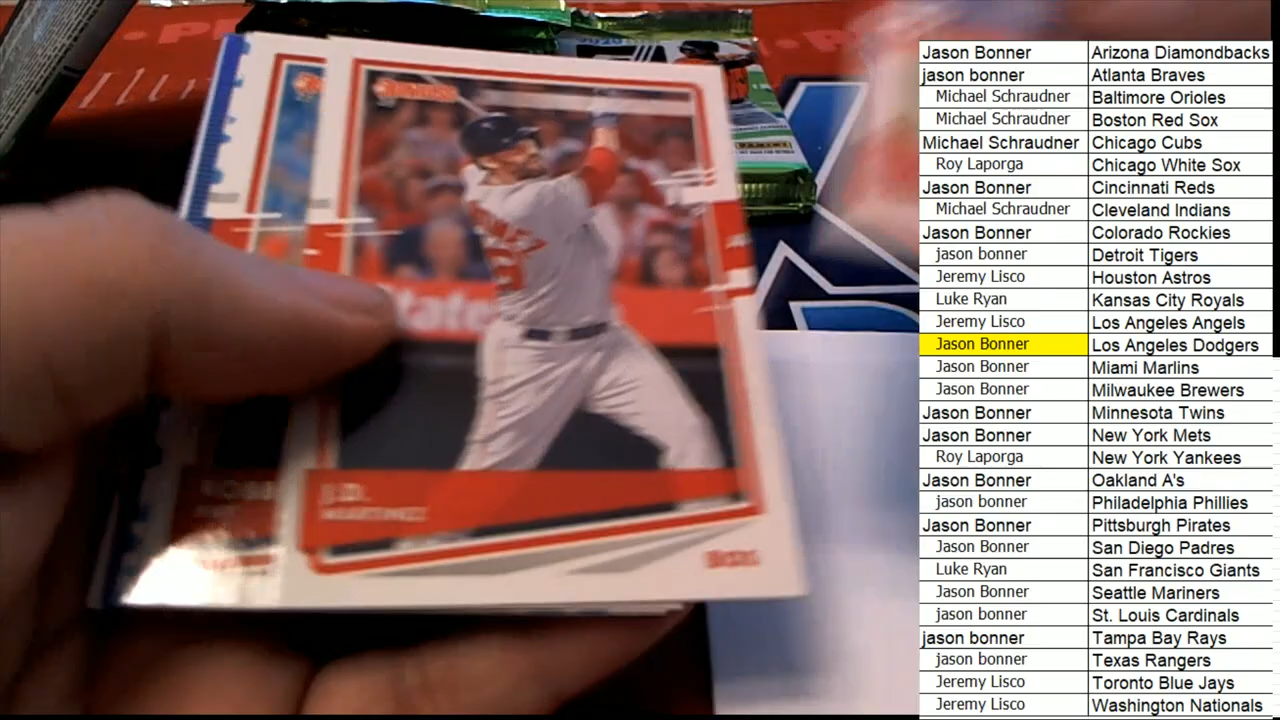 DONRUSS
J.D.
MARTINEZ
State
2020
PANINI
Jason Bonner Arizona Diamondbacks
jason bonner Atlanta Braves
Michael Schraudner Baltimore Orioles
Michael Schraudner Boston Red Sox
Michael Schraudner Chicago Cubs
Roy Laporga Chicago White Sox
Jason Bonner Cincinnati Reds
Michael Schraudner Cleveland Indians
Jason Bonner Colorado Rockies
jason bonner Detroit Tigers
Jeremy Lisco Houston Astros
Luke Ryan Kansas City Royals
Jeremy Lisco Los Angeles Angels
Jason Bonner Los Angeles Dodgers
Jason Bonner Miami Marlins
Jason Bonner Milwaukee Brewers
Jason Bonner Minnesota Twins
Jason Bonner New York Mets
Roy Laporga New York Yankees
Jason Bonner Oakland A's
jason bonner Philadelphia Phillies
Jason Bonner Pittsburgh Pirates
Jason Bonner San Diego Padres
Luke Ryan San Francisco Giants
Jason Bonner Seattle Mariners
jason bonner St. Louis Cardinals
jason bonner Tampa Bay Rays
jason bonner Texas Rangers
Jeremy Lisco Toronto Blue Jays
Jeremy Lisco Washington Nationals